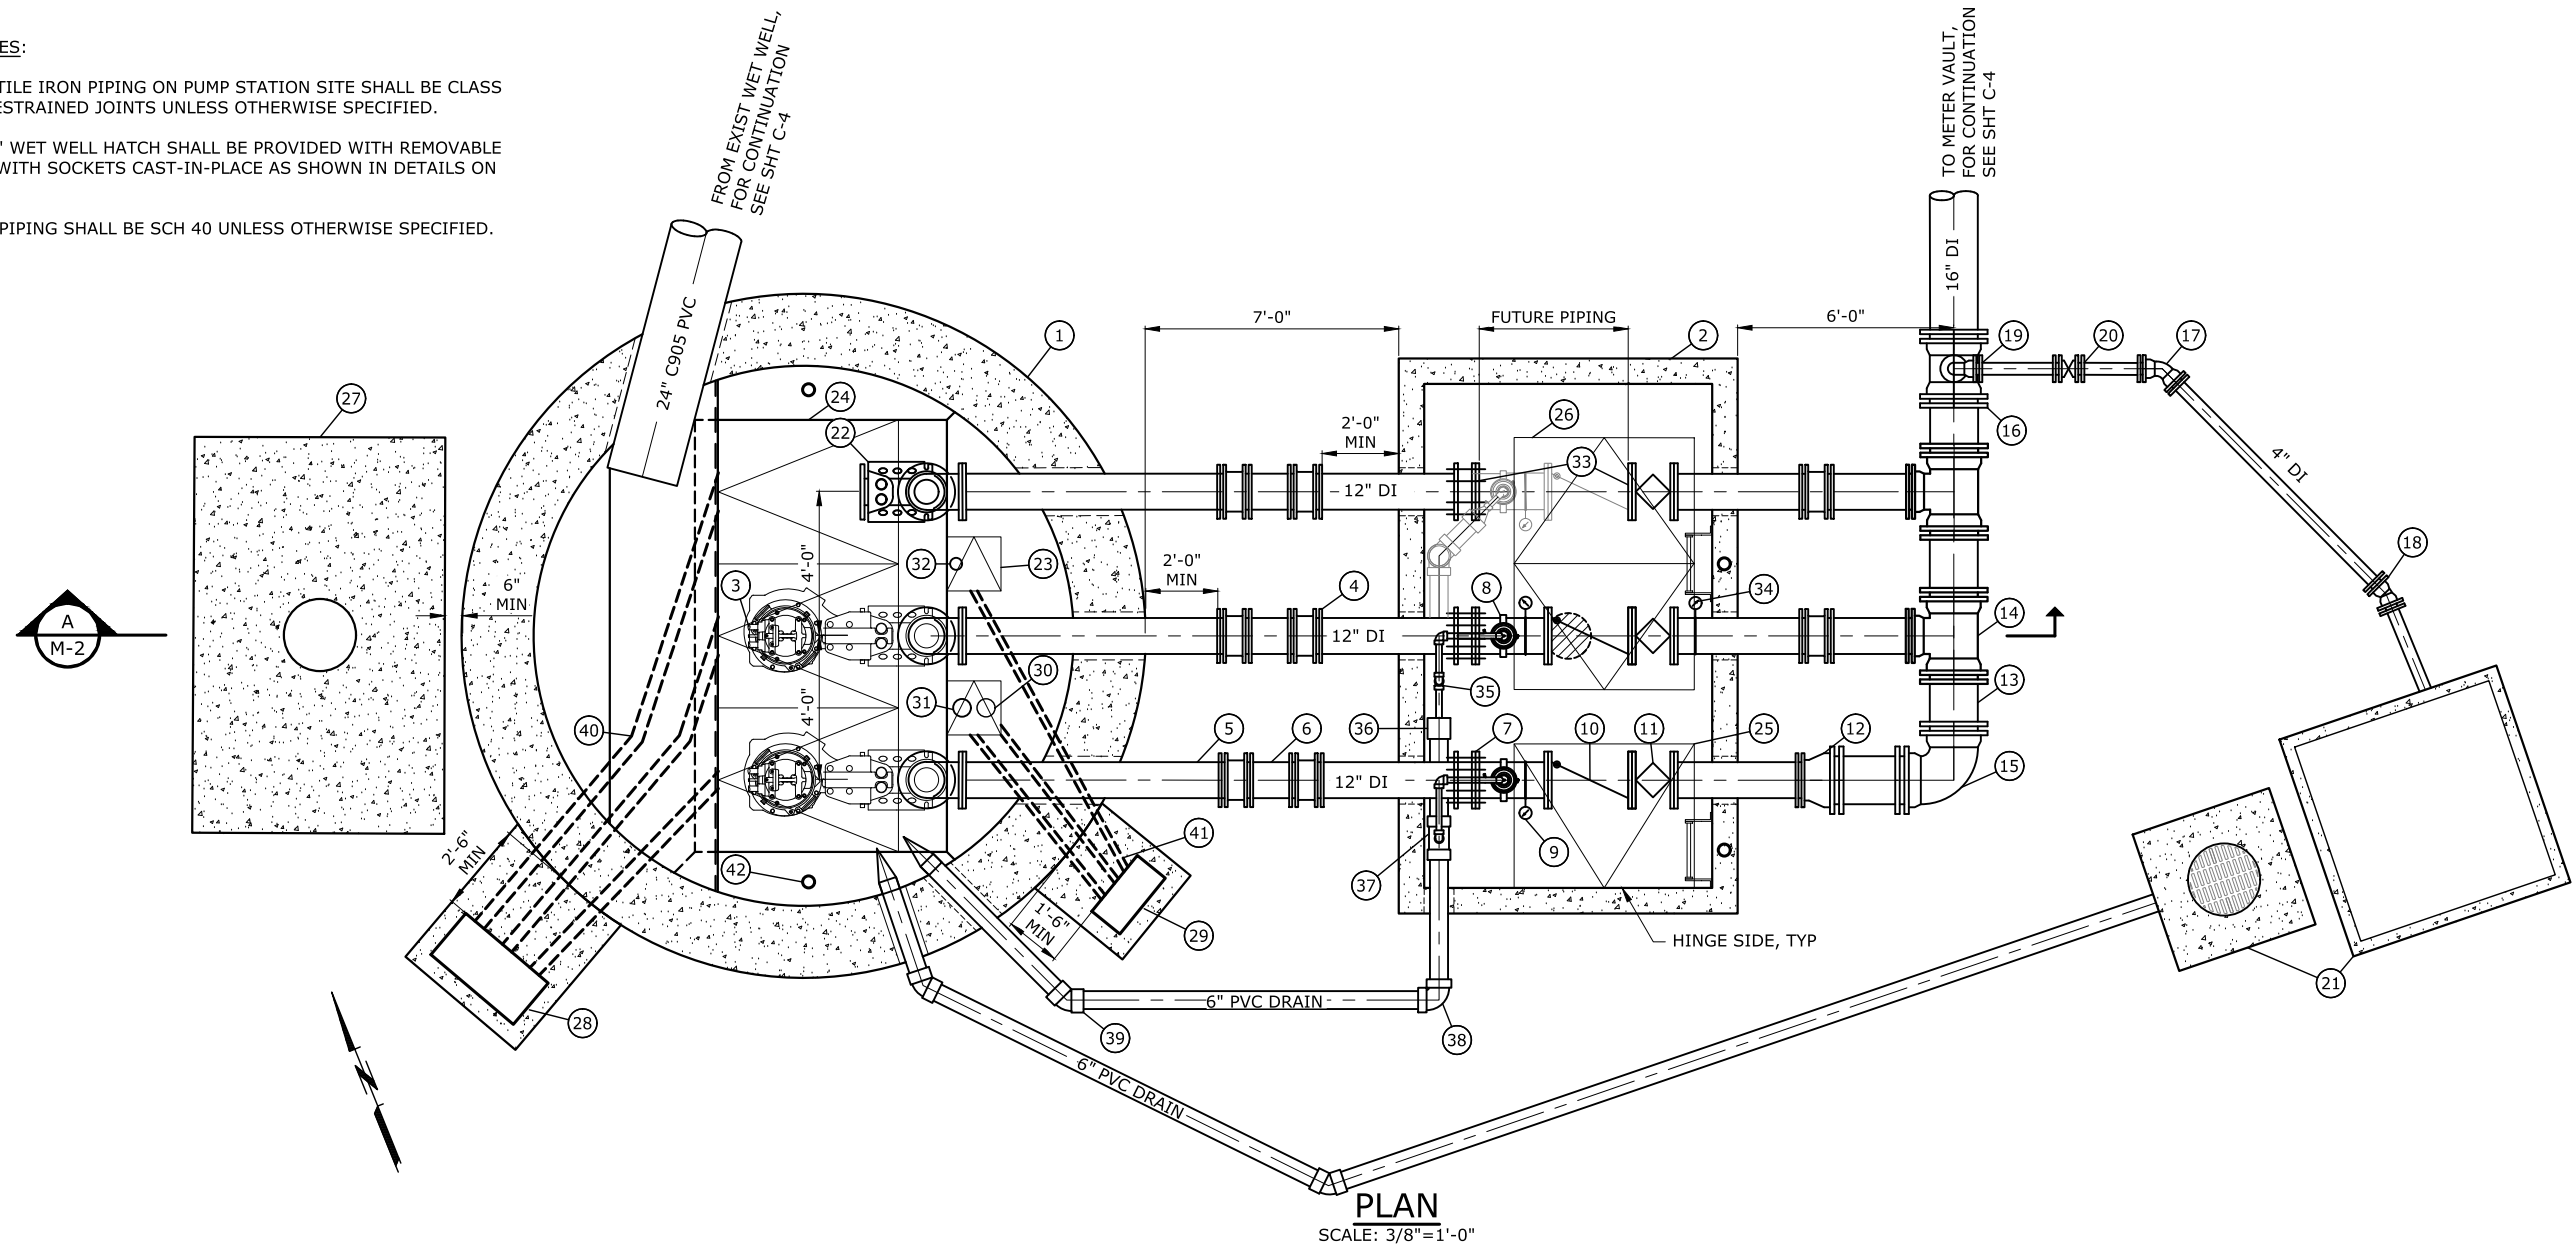 ES:
TILE IRON PIPING ON PUMP STATION SITE SHALL BE CLASS
ESTRAINED JOINTS UNLESS OTHERWISE SPECIFIED.
" WET WELL HATCH SHALL BE PROVIDED WITH REMOVABLE
WITH SOCKETS CAST-IN-PLACE AS SHOWN IN DETAILS ON
PIPING SHALL BE SCH 40 UNLESS OTHERWISE SPECIFIED.
FROM EXIST WET WELL,
FOR CONTINUATION
SEE SHT C-4
TO METER VAULT,
FOR CONTINUATION
SEE SHT C-4
16" DI
24" C905 PVC
1
7'-0"
FUTURE PIPING
2
6'-0"
19
20
17
27
24
22
2'-0"
MIN
26
16
33
4" DI
12" DI
18
32
23
4'-0"
2'-0"
MIN
6"
MIN
3
4
8
34
14
A
M-2
12" DI
30
31
4'-0"
35
13
40
5
6
36
7
10
11
25
12
15
12" DI
2'-6"
MIN
41
9
42
37
1'-6"
MIN
29
HINGE SIDE, TYP
21
28
6" PVC DRAIN
39
38
6" PVC DRAIN
PLAN
SCALE: 3/8"=1'-0"